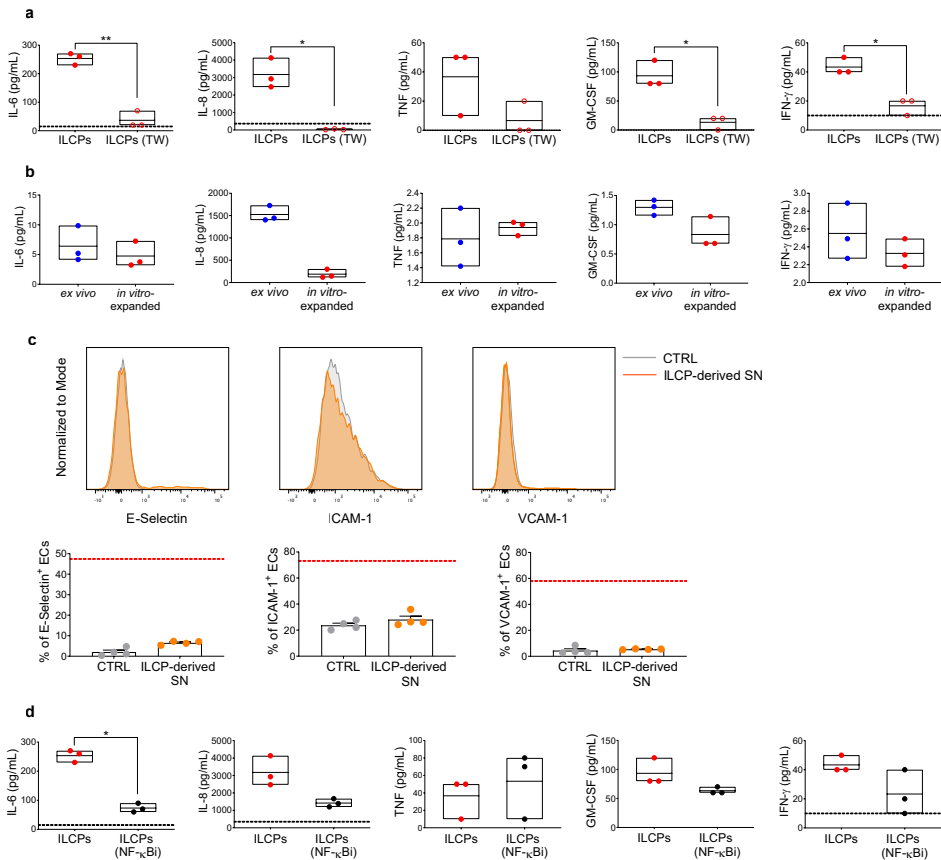 a
IL-6 (pg/mL)
300
200
100
0
**
ILCPs
ILCPs (TW)
IL-8 (pg/mL)
5000
4000
3000
2000
1000
0
*
ILCPs
ILCPs (TW)
TNF (pg/mL)
60
40
20
0
ILCPs
ILCPs (TW)
GM-CSF (pg/mL)
150
100
50
0
*
ILCPs
ILCPs (TW)
IFN-γ (pg/mL)
60
40
20
0
*
ILCPs
ILCPs (TW)
b
IL-6 (pg/mL)
15
10
5
0
ex vivo
in vitro-
expanded
IL-8 (pg/mL)
2000
1500
1000
500
0
ex vivo
in vitro-
expanded
TNF (pg/mL)
2.4
2.2
2.0
1.8
1.6
1.4
1.2
ex vivo
in vitro-
expanded
GM-CSF (pg/mL)
1.5
1.0
0.5
0.0
ex vivo
in vitro-
expanded
IFN-γ (pg/mL)
3.0
2.8
2.6
2.4
2.2
2.0
ex vivo
in vitro-
expanded
c
Normalized to Mode
E-Selectin
ICAM-1
VCAM-1
CTRL
ILCP-derived SN
% of E-Selectin⁺ ECs
50
40
30
20
10
0
CTRL
ILCP-derived
SN
% of ICAM-1⁺ ECs
80
60
40
20
0
CTRL
ILCP-derived
SN
% of VCAM-1⁺ ECs
80
60
40
20
0
CTRL
ILCP-derived
SN
d
IL-6 (pg/mL)
300
200
100
0
*
ILCPs
ILCPs
(NF-κBi)
IL-8 (pg/mL)
5000
4000
3000
2000
1000
0
ILCPs
ILCPs
(NF-κBi)
TNF (pg/mL)
100
80
60
40
20
0
ILCPs
ILCPs
(NF-κBi)
GM-CSF (pg/mL)
150
100
50
0
ILCPs
ILCPs
(NF-κBi)
IFN-γ (pg/mL)
60
40
20
0
ILCPs
ILCPs
(NF-κBi)